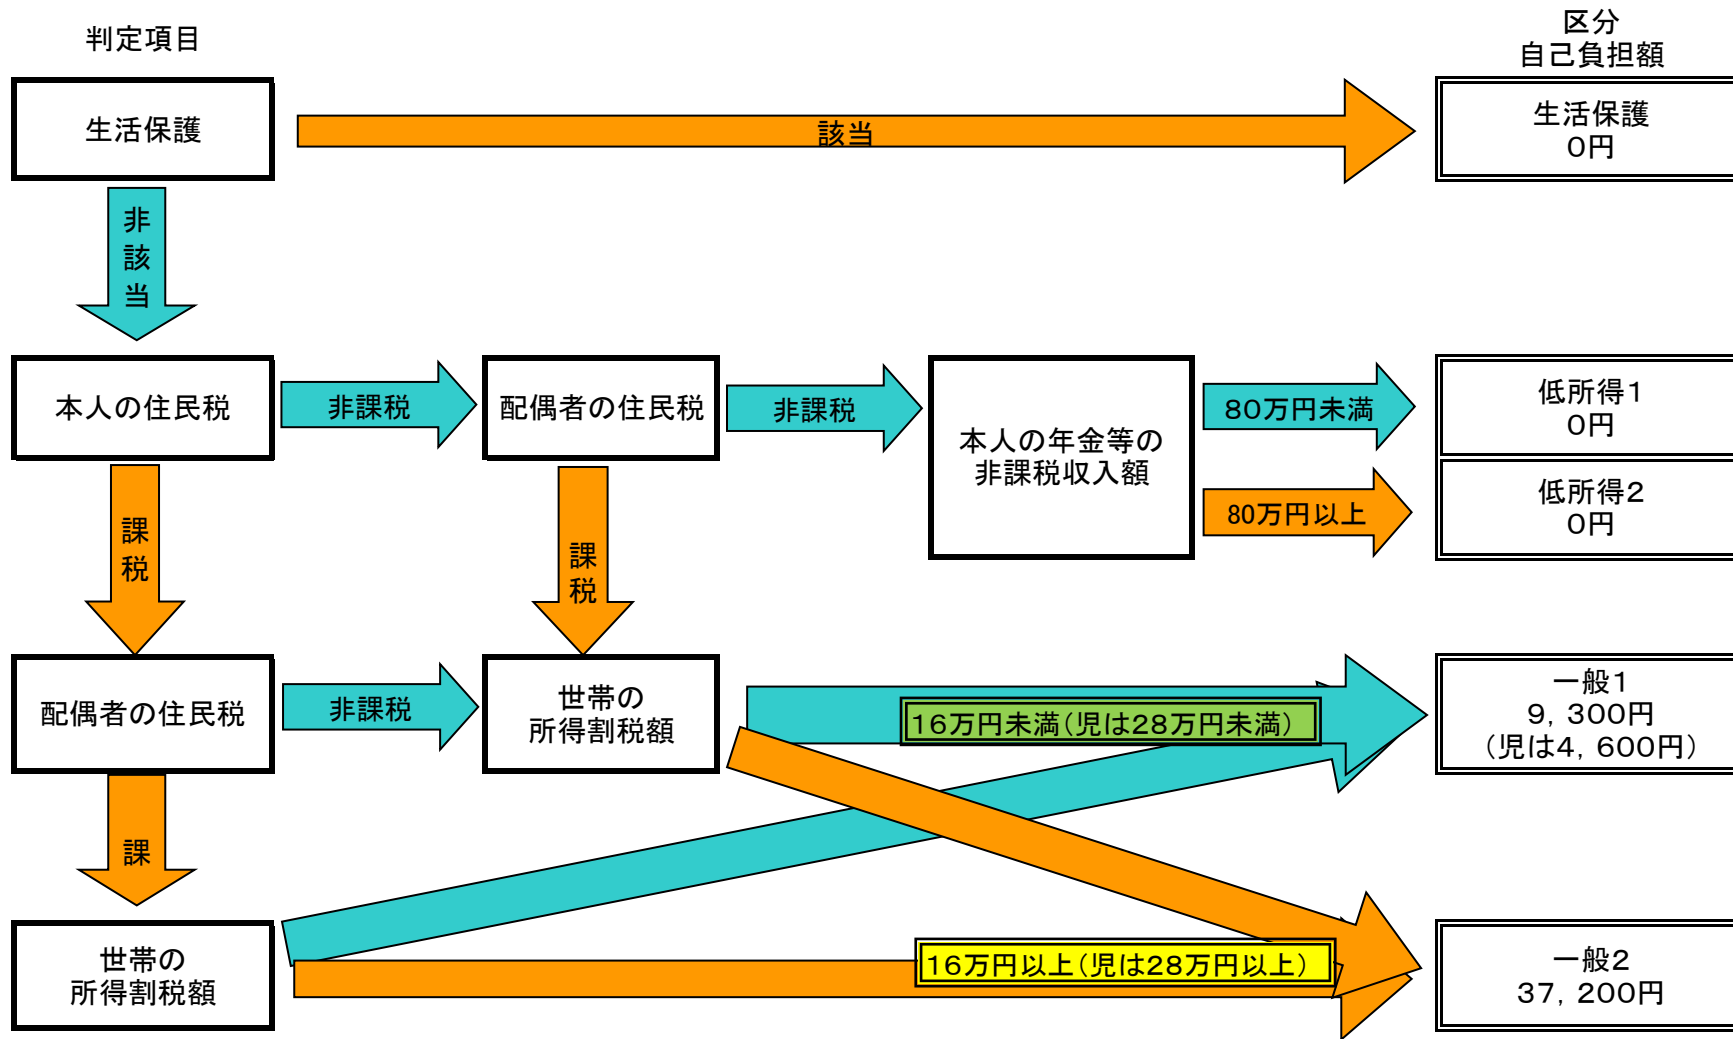 判定項目
区分
自己負担額
生活保護
該当
生活保護
０円
非
該
当
本人の住民税
非課税
配偶者の住民税
非課税
本人の年金等の
非課税収入額
８０万円未満
低所得１
０円
80万円以上
低所得２
０円
課
税
課
税
配偶者の住民税
非課税
世帯の
所得割税額
１６万円未満（児は２８万円未満）
一般１
９，３００円
（児は４，６００円）
課
世帯の
所得割税額
１６万円以上（児は２８万円以上）
一般２
３７，２００円